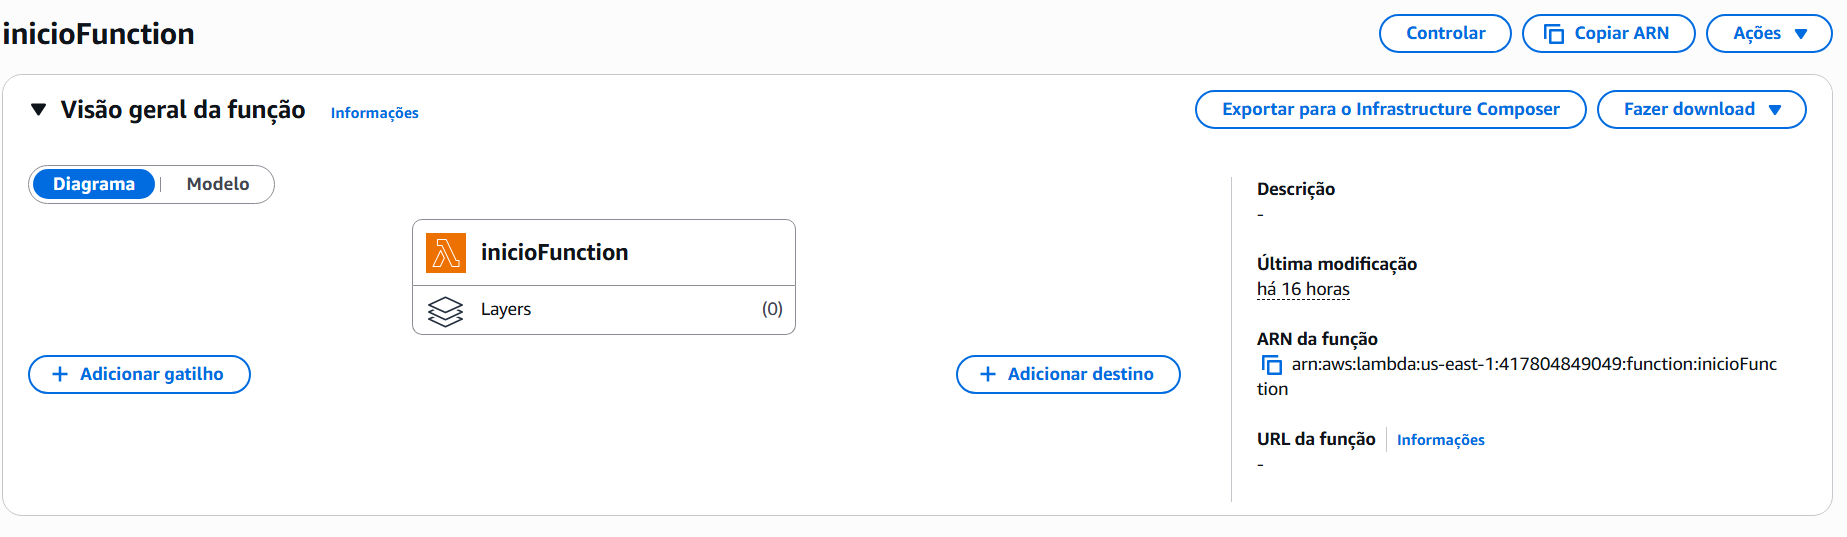 inicioFunction
Controlar
Copiar ARN
Ações
Visão geral da função
Informações
Exportar para o Infrastructure Composer
Fazer download
Diagrama
Modelo
inicioFunction
Layers
(0)
Adicionar gatilho
Adicionar destino
Descrição
-
Última modificação
há 16 horas
ARN da função
arn:aws:lambda:us-east-1:417804849049:function:inicioFunc
tion
URL da função
Informações
-